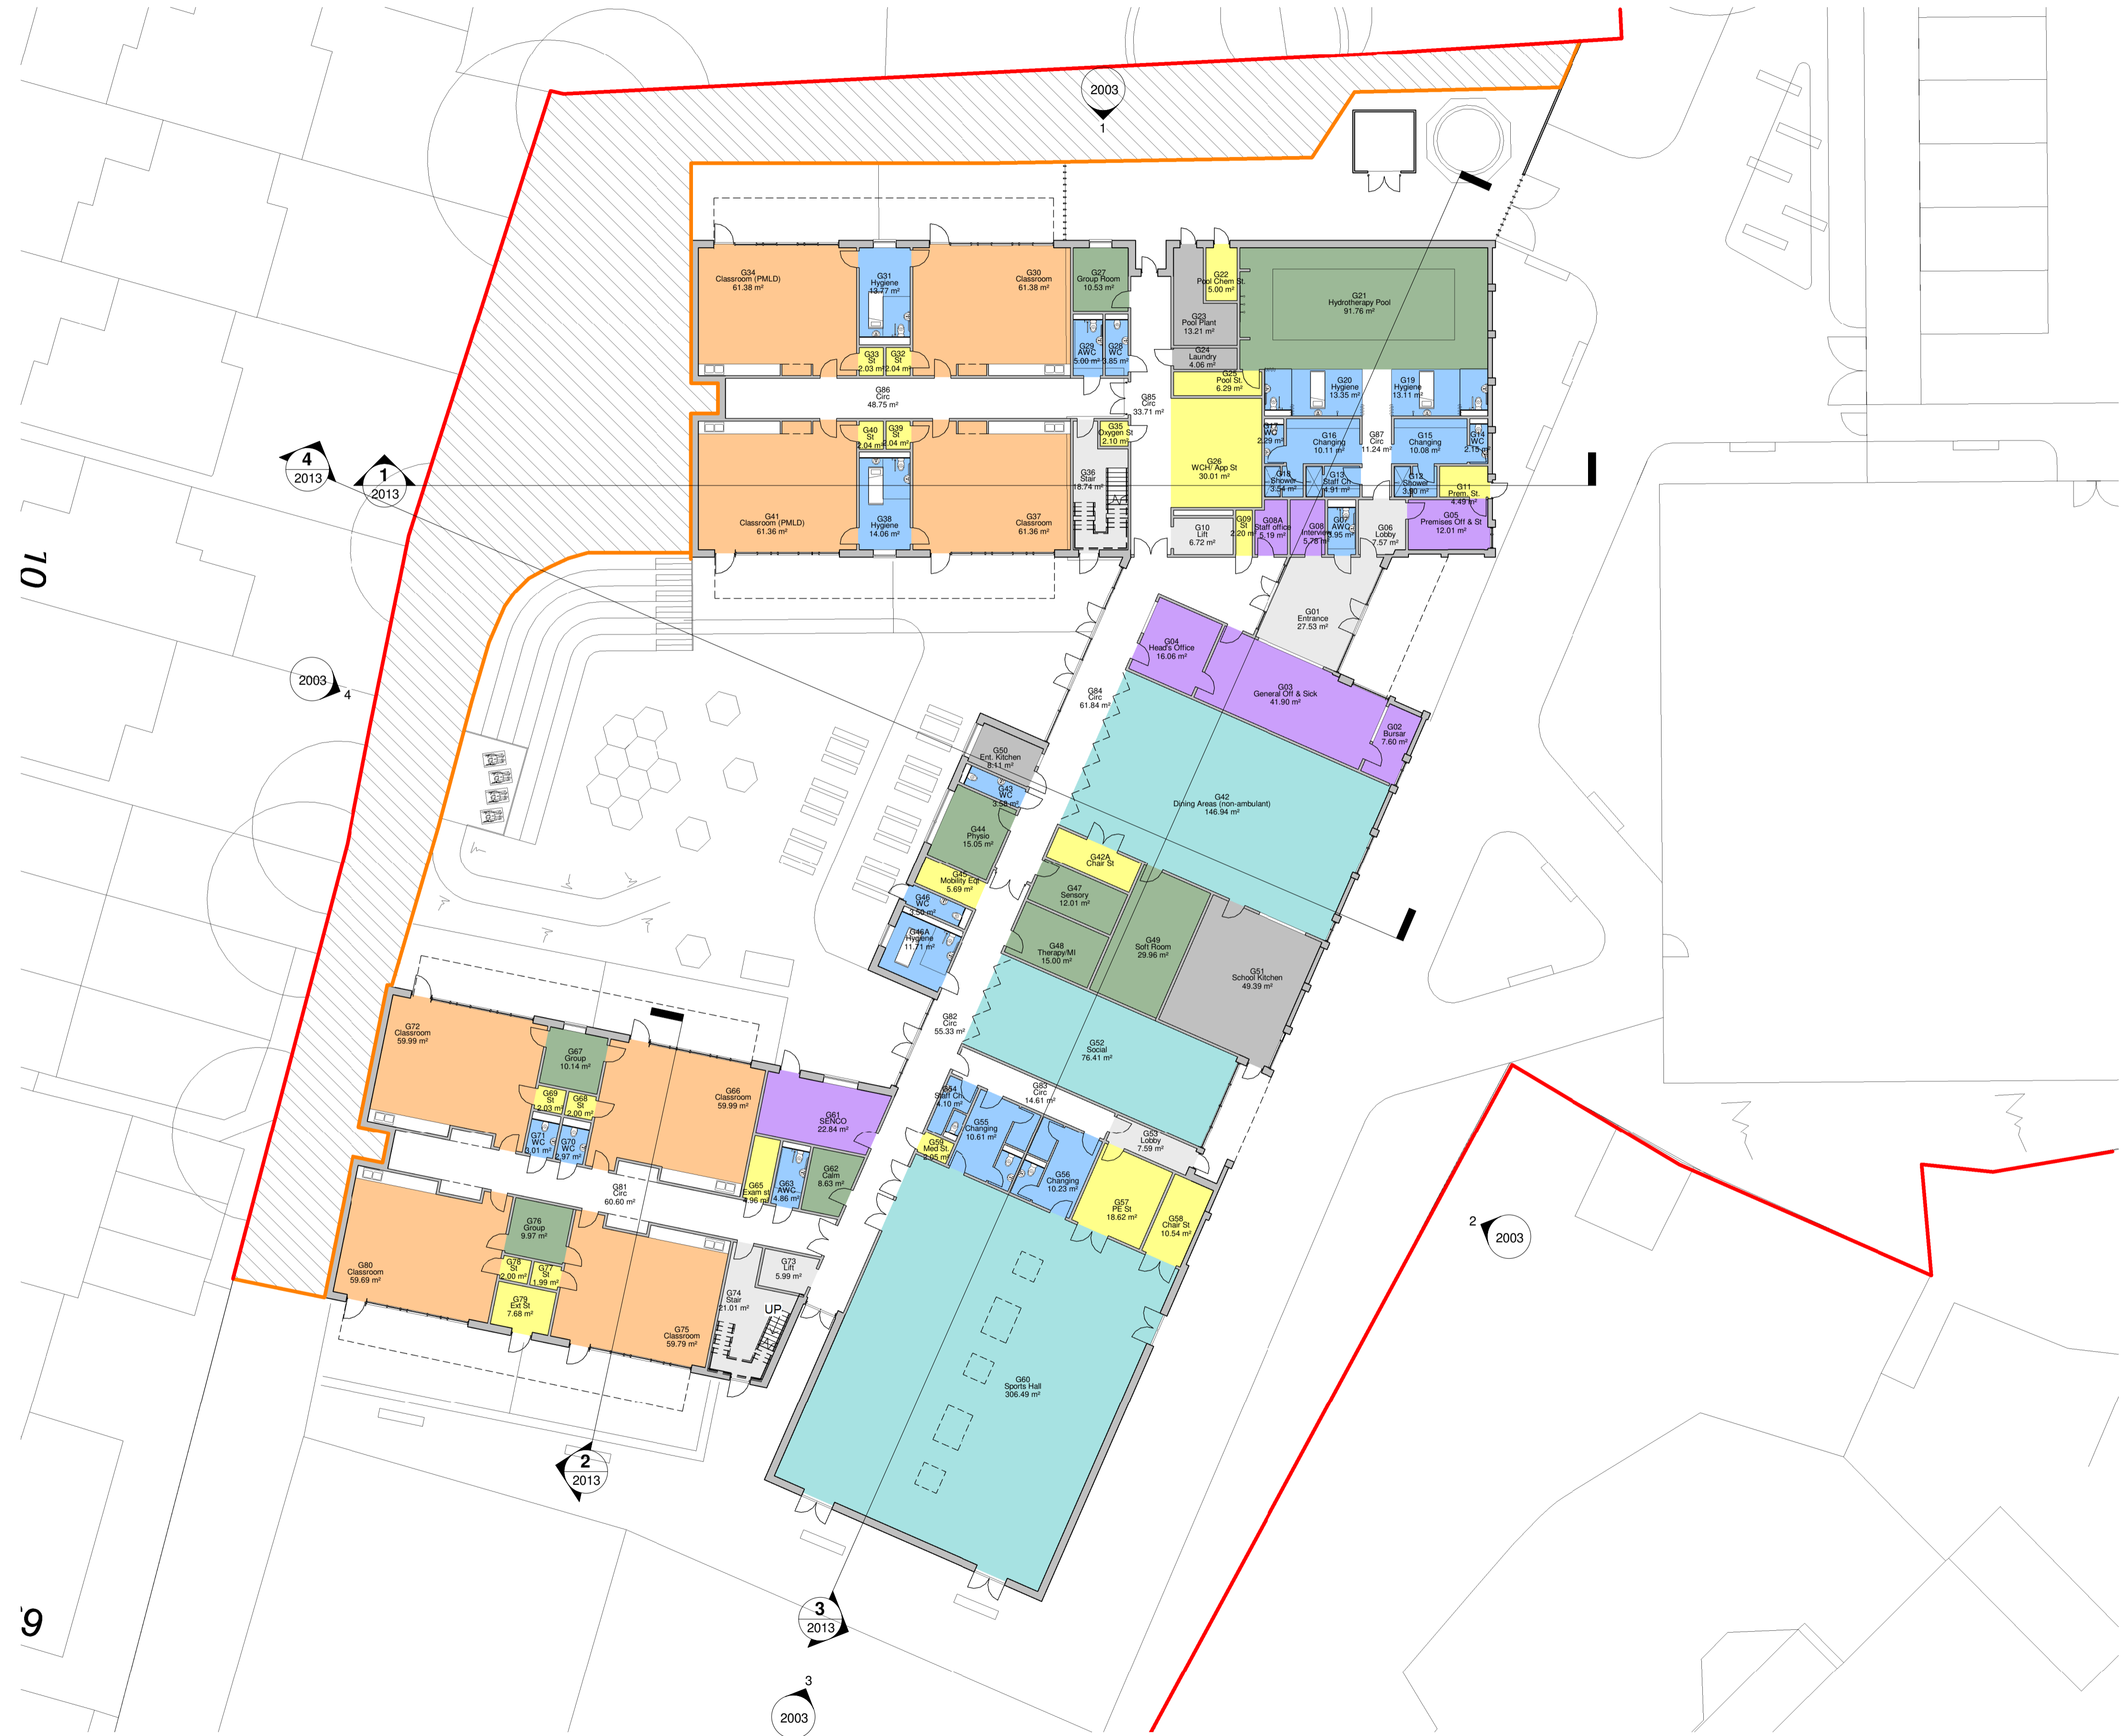 2003
1
G34
Classroom (PMLD)
61.38 m²
G31
Hygiene
13.77 m²
G30
Classroom
61.38 m²
G27
Group Room
10.53 m²
G22
Pool Chem St.
5.00 m²
G21
Hydrotherapy Pool
91.76 m²
G23
Pool Plant
13.21 m²
G33
St
2.03 m²
G32
St
2.04 m²
G29
AWC
5.00 m²
G28
WC
3.85 m²
G24
Laundry
4.06 m²
G25
Pool St.
6.29 m²
G20
Hygiene
13.35 m²
G19
Hygiene
13.11 m²
G86
Circ
48.75 m²
G85
Circ
33.71 m²
G40
St
2.04 m²
G39
St
2.04 m²
G35
Oxygen St
2.10 m²
G17
WC
2.29 m²
G16
Changing
10.11 m²
G87
Circ
11.24 m²
G15
Changing
10.08 m²
G14
WC
2.15 m²
G26
WCH/ App St
30.01 m²
G36
Stair
18.74 m²
G18
Shower
3.54 m²
G13
Staff Ch
4.91 m²
G12
Shower
3.90 m²
G11
Prem. St.
4.49 m²
4
2013
1
2013
G41
Classroom (PMLD)
61.36 m²
G38
Hygiene
14.06 m²
G37
Classroom
61.36 m²
G10
Lift
6.72 m²
G09
St
2.20 m²
G08A
Staff office
5.19 m²
G08
Interview
5.78 m²
G07
AWC
3.95 m²
G06
Lobby
7.57 m²
G05
Premises Off & St
12.01 m²
10
G01
Entrance
27.53 m²
G04
Head's Office
16.06 m²
2003
4
G84
Circ
61.84 m²
G03
General Off & Sick
41.90 m²
G02
Bursar
7.60 m²
G50
Ent. Kitchen
8.11 m²
G43
WC
3.58 m²
G42
Dining Areas (non-ambulant)
146.94 m²
G44
Physio
15.05 m²
G42A
Chair St
G45
Mobility Eqi
5.69 m²
G47
Sensory
12.01 m²
G46
WC
3.50 m²
G46A
Hygiene
11.71 m²
G48
Therapy/MI
15.00 m²
G49
Soft Room
29.96 m²
G51
School Kitchen
49.39 m²
G72
Classroom
59.99 m²
G82
Circ
55.33 m²
G67
Group
10.14 m²
G52
Social
76.41 m²
G66
Classroom
59.99 m²
G69
St
2.03 m²
G68
St
2.00 m²
G61
SENCO
22.84 m²
G54
Staff Ch
4.10 m²
G83
Circ
14.61 m²
G55
Changing
10.61 m²
G71
WC
3.01 m²
G70
WC
2.97 m²
G59
Med St.
2.05 m²
G53
Lobby
7.59 m²
G65
Exam st
4.96 m²
G63
AWC
4.86 m²
G62
Calm
8.63 m²
G56
Changing
10.23 m²
G81
Circ
60.60 m²
G57
PE St
18.62 m²
G58
Chair St
10.54 m²
G76
Group
9.97 m²
2
2003
G80
Classroom
59.69 m²
G78
St
2.00 m²
G77
St
1.99 m²
G73
Lift
5.99 m²
G79
Ext St
7.68 m²
G74
Stair
21.01 m²
UP
G75
Classroom
59.79 m²
G60
Sports Hall
306.49 m²
2
2013
3
2013
9
3
2003